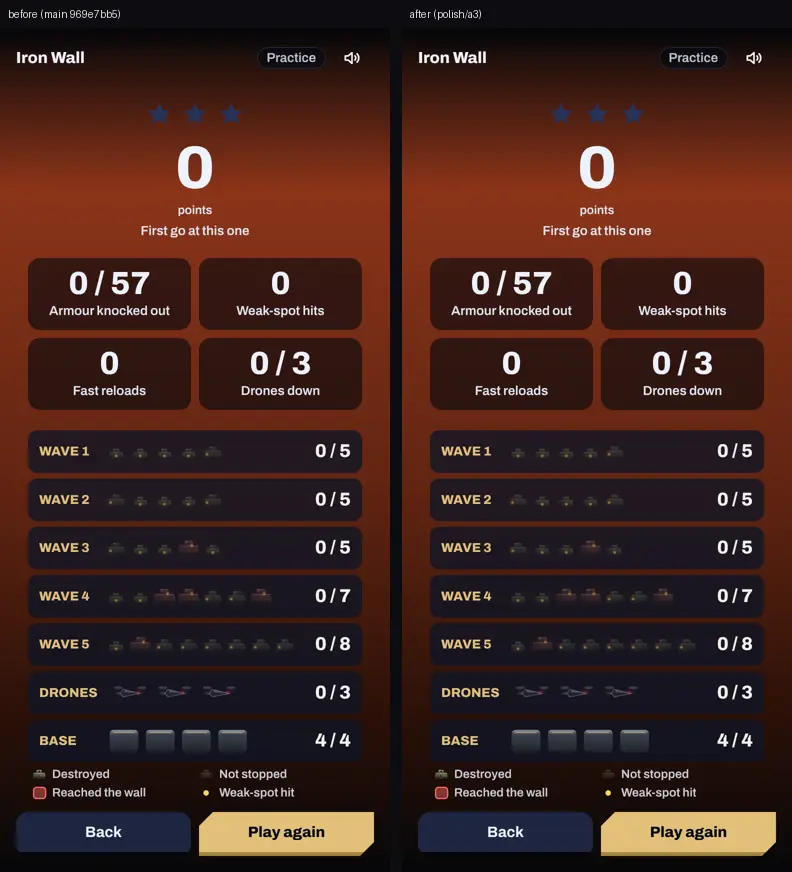 before (main 969e7bb5)
Iron Wall Practice
0
points
First go at this one
0 / 57 0
Armour knocked out Weak-spot hits
0 0 / 3
Fast reloads Drones down
WAVE 1 0 / 5
WAVE 2 0 / 5
WAVE 3 0 / 5
WAVE 4 0 / 7
WAVE 5 0 / 8
DRONES 0 / 3
BASE 4 / 4
Destroyed Not stopped
Reached the wall Weak-spot hit
Back Play again
after (polish/a3)
Iron Wall Practice
0
points
First go at this one
0 / 57 0
Armour knocked out Weak-spot hits
0 0 / 3
Fast reloads Drones down
WAVE 1 0 / 5
WAVE 2 0 / 5
WAVE 3 0 / 5
WAVE 4 0 / 7
WAVE 5 0 / 8
DRONES 0 / 3
BASE 4 / 4
Destroyed Not stopped
Reached the wall Weak-spot hit
Back Play again